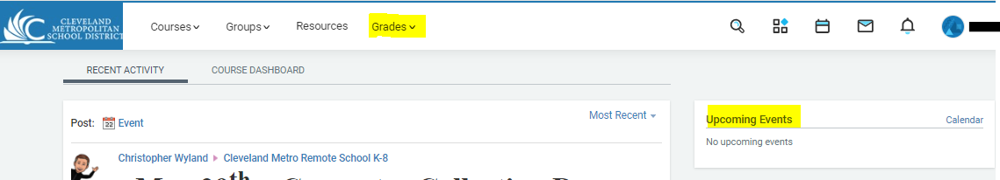 CLEVELAND
METROPOLITAN
SCHOOL DISTRICT
Courses
Groups
Resources
Grades
RECENT ACTIVITY
COURSE DASHBOARD
Post:
22
Event
Most Recent
Upcoming Events
Calendar
No upcoming events
Christopher Wyland
Cleveland Metro Remote School K-8